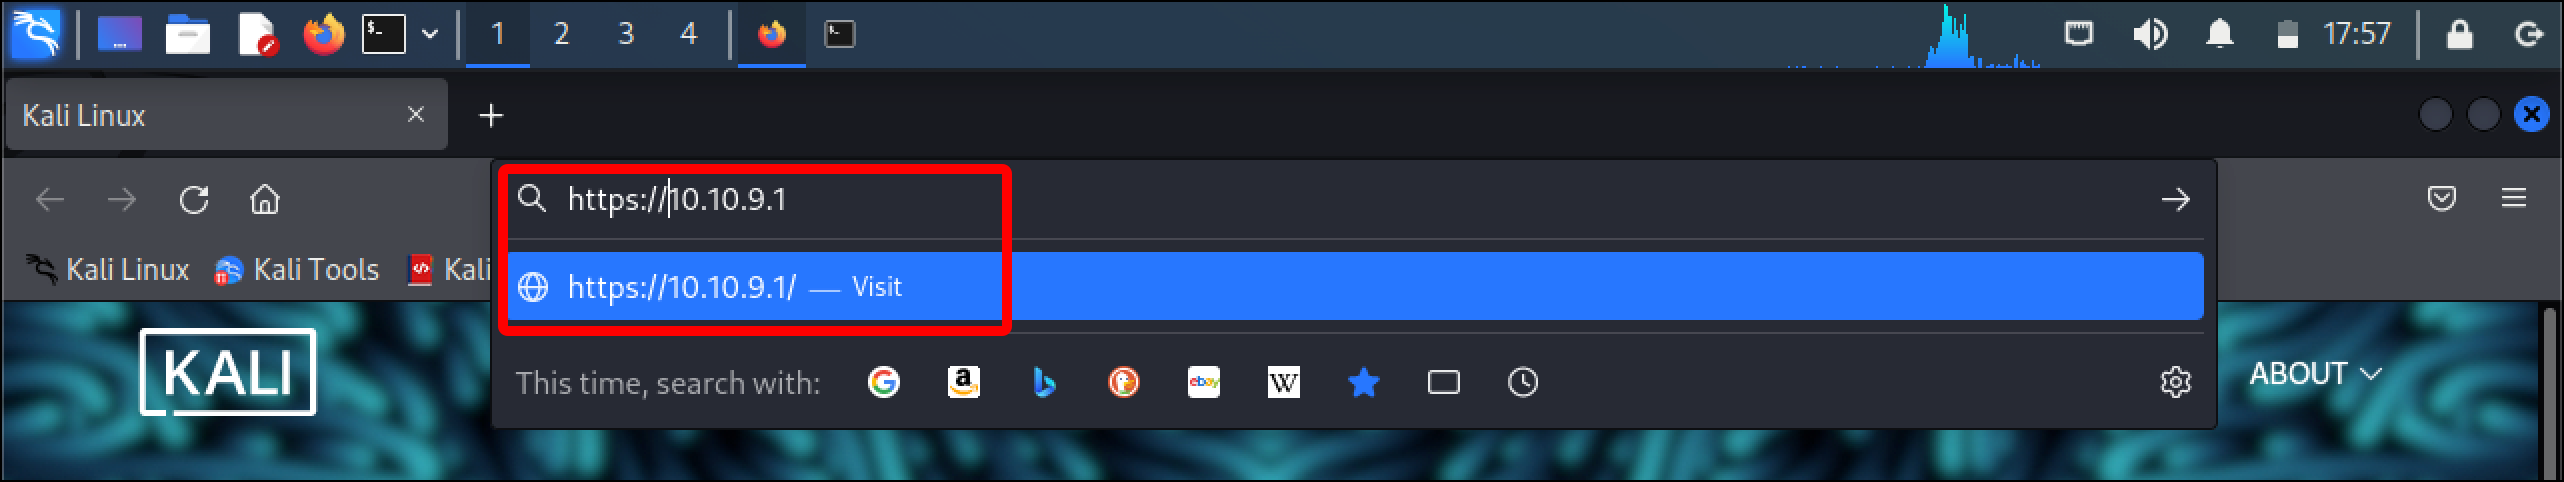 1 2 3 4 17:57
Kali Linux
https://10.10.9.1
Kali Linux Kali Tools Kali
https://10.10.9.1/ — Visit
This time, search with:
KALI
ABOUT